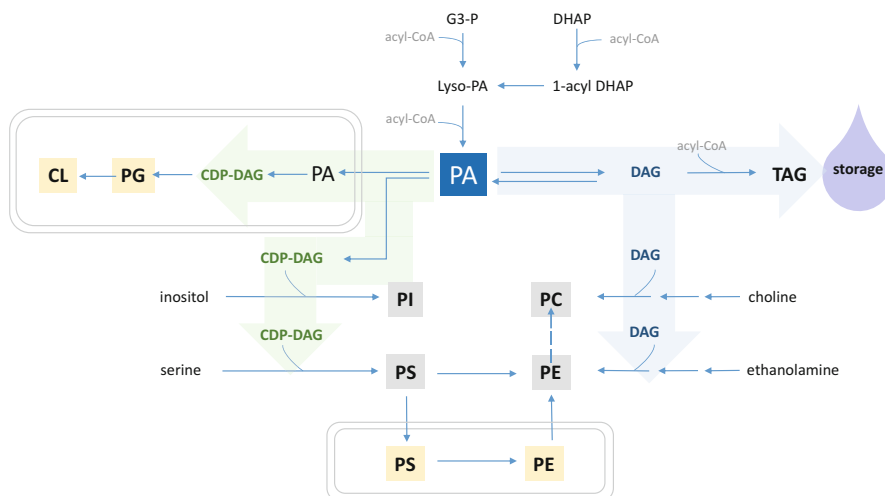 G3-P DHAP
acyl-CoA acyl-CoA
Lyso-PA 1-acyl DHAP
acyl-CoA
acyl-CoA
CL PG CDP-DAG PA PA DAG TAG storage
CDP-DAG DAG
inositol PI PC choline
CDP-DAG DAG
serine PS PE ethanolamine
PS PE